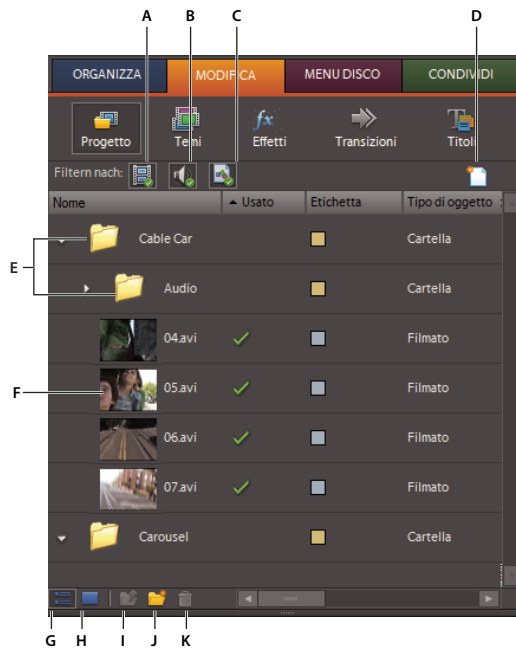 A B C D
ORGANIZZA MODIFICA MENU DISCO CONDIVIDI
Progetto Temi Effetti Transizioni Titoli
Filtern nach:
Nome Usato Etichetta Tipo di oggetto
E
Cable Car Cartella
Audio Cartella
04.avi Filmato
F
05.avi Filmato
06.avi Filmato
07.avi Filmato
Carousel Cartella
G H I J K